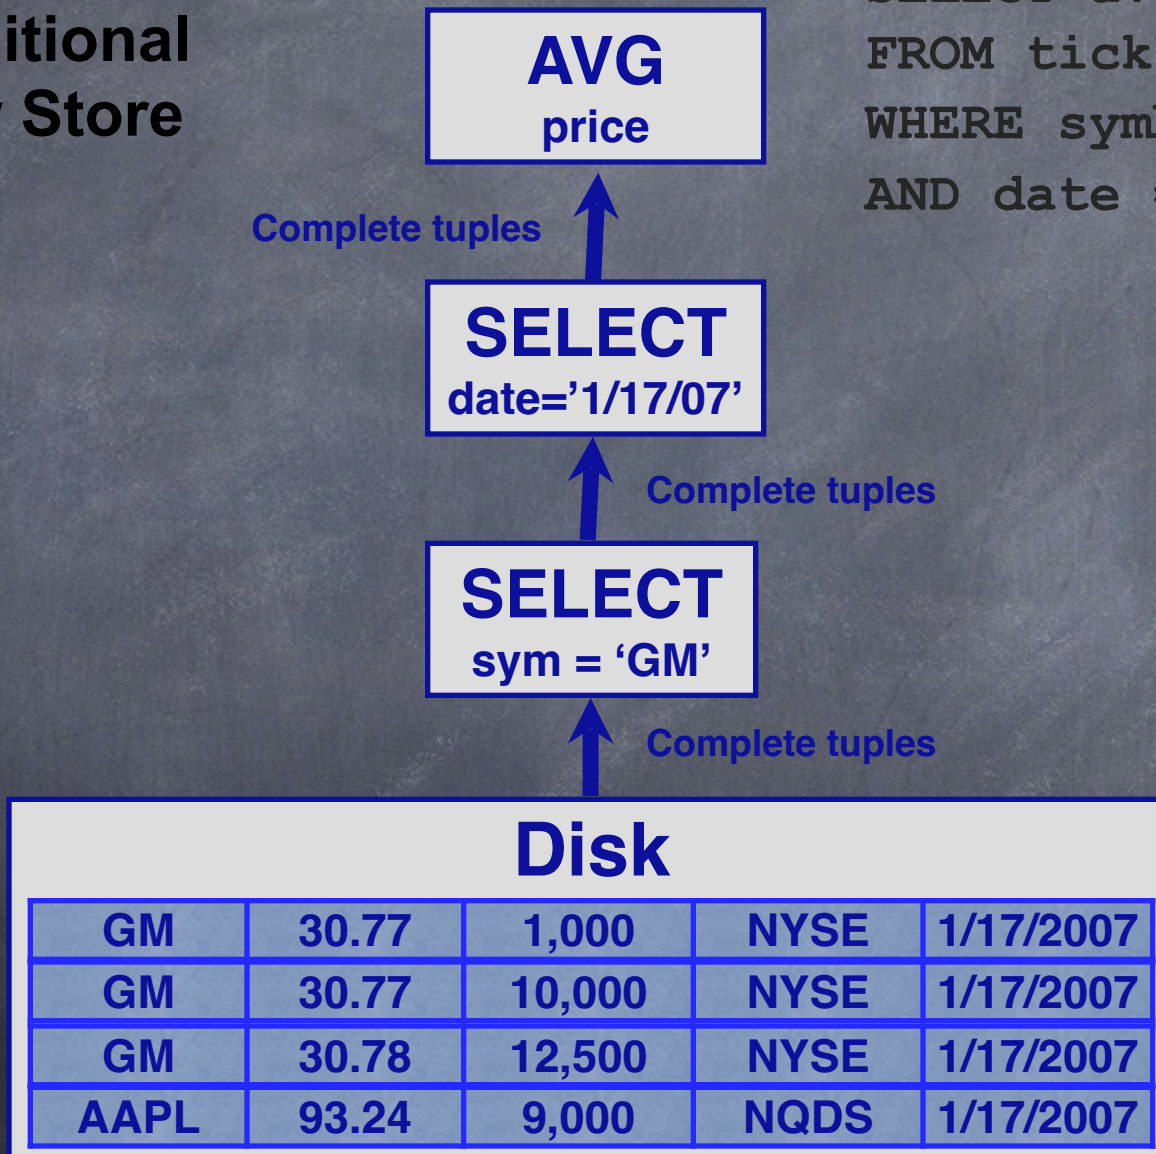 itional
Store
AVG
price
FROM tick
WHERE sym
AND date
Complete tuples
SELECT
date=’1/17/07’
Complete tuples
SELECT
sym = ‘GM’
Complete tuples
Disk
GM 30.77 1,000 NYSE 1/17/2007
GM 30.77 10,000 NYSE 1/17/2007
GM 30.78 12,500 NYSE 1/17/2007
AAPL 93.24 9,000 NQDS 1/17/2007